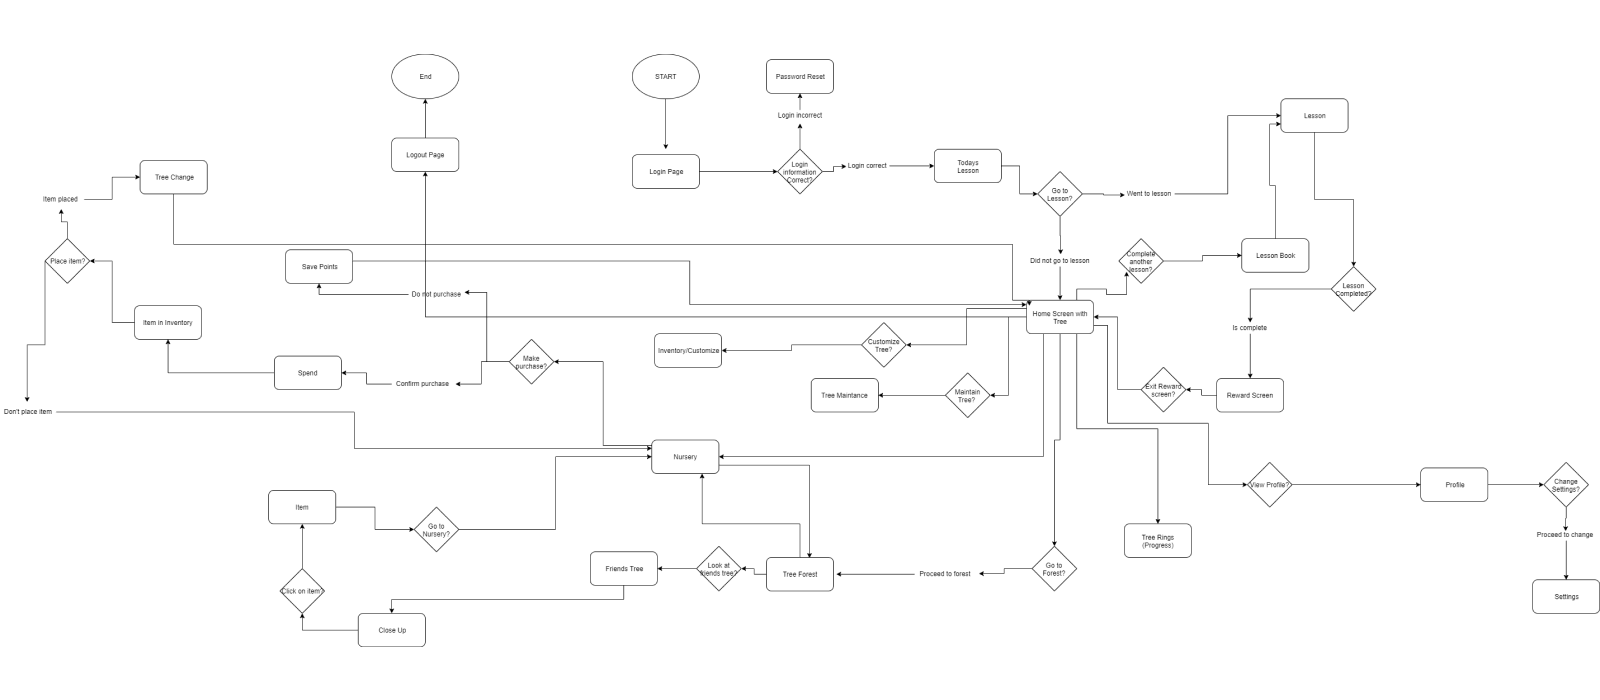 End
START
Password Reset
Login incorrect
Lesson
Logout Page
Login Page
Login
information
Correct?
Login correct
Todays
Lesson
Go to
Lesson?
Went to lesson
Tree Change
Item placed
Place item?
Save Points
Do not purchase
Did not go to lesson
Complete
another
lesson?
Lesson Book
Lesson
Completed?
Item in Inventory
Home Screen with
Tree
Is complete
Inventory/Customize
Customize
Tree?
Make
purchase?
Spend
Confirm purchase
Tree Maintance
Maintain
Tree?
Exit Reward
screen?
Reward Screen
Don't place item
Nursery
View Profile?
Profile
Change
Settings?
Item
Go to
Nursery?
Tree Rings
(Progress)
Proceed to change
Friends Tree
Look at
friends tree?
Tree Forest
Proceed to forest
Go to
Forest?
Click on item?
Settings
Close Up